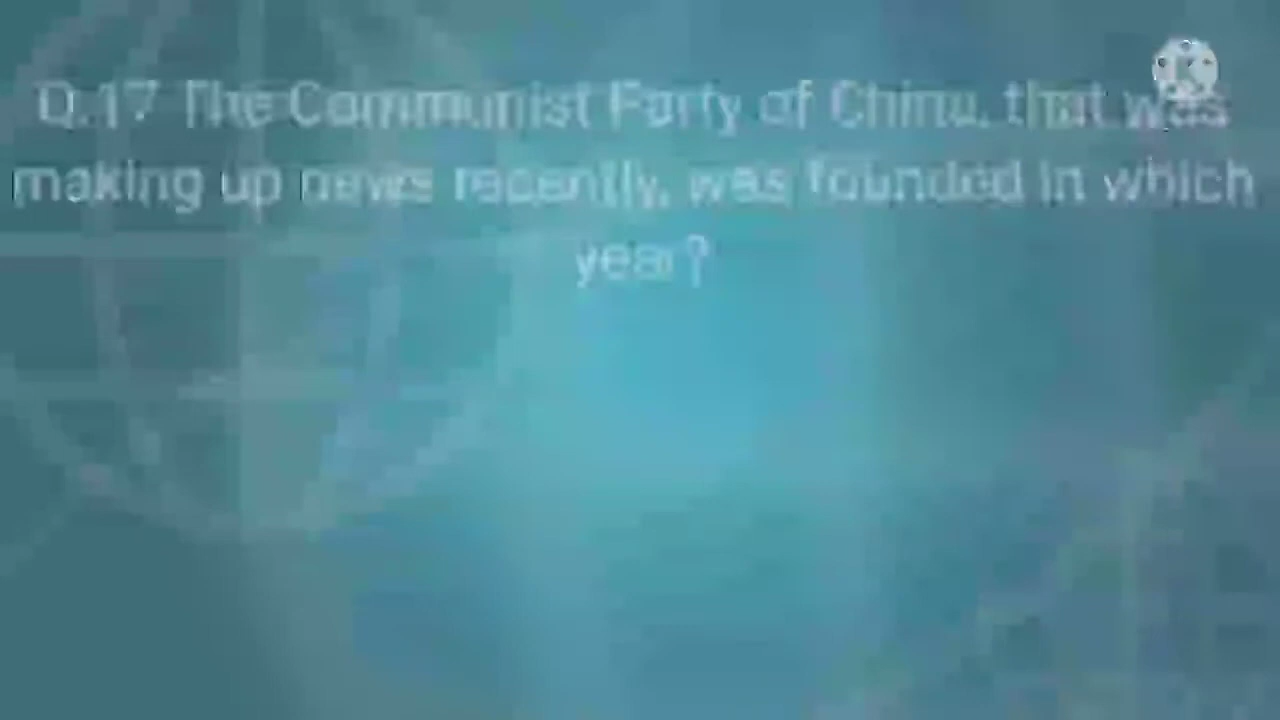 Q.17 The Communist Party of China, that was
making up news recently, was founded in which
year?